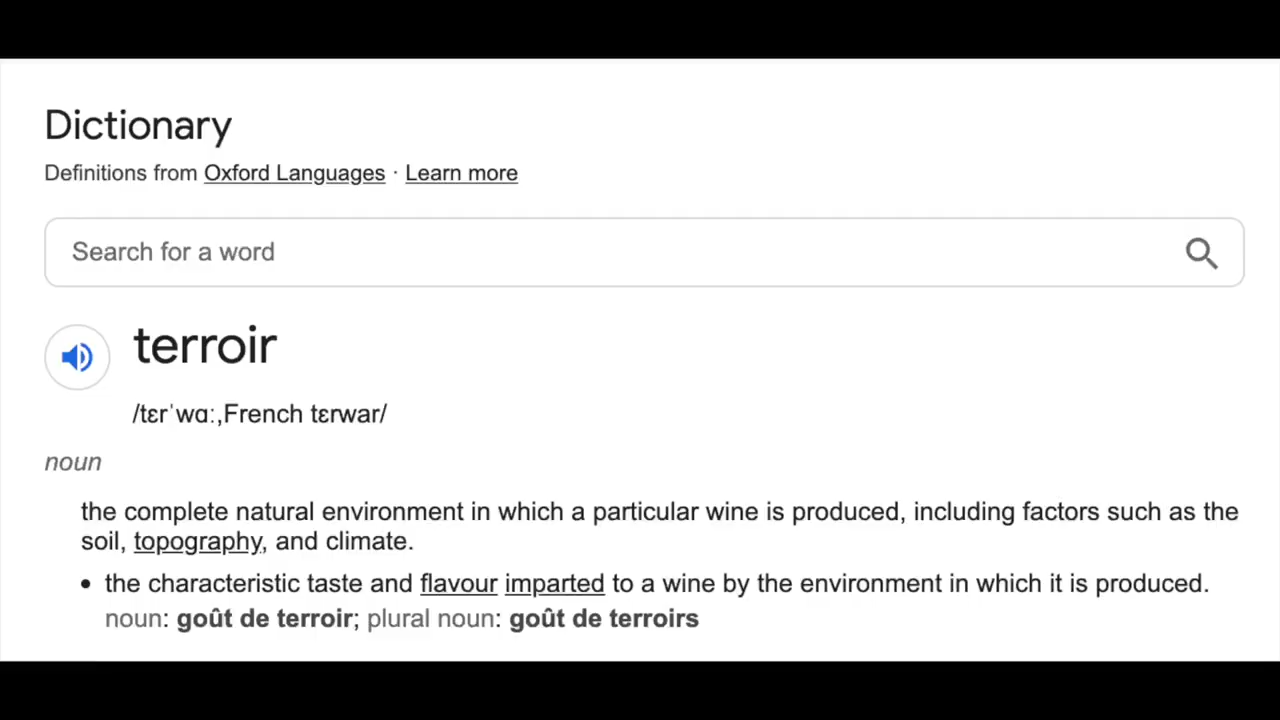 Dictionary
Definitions from Oxford Languages · Learn more
Search for a word
terroir
/tɛrˈwɑː,French tɛrwar/
noun
the complete natural environment in which a particular wine is produced, including factors such as the
soil, topography, and climate.
• the characteristic taste and flavour imparted to a wine by the environment in which it is produced.
noun: goût de terroir; plural noun: goût de terroirs